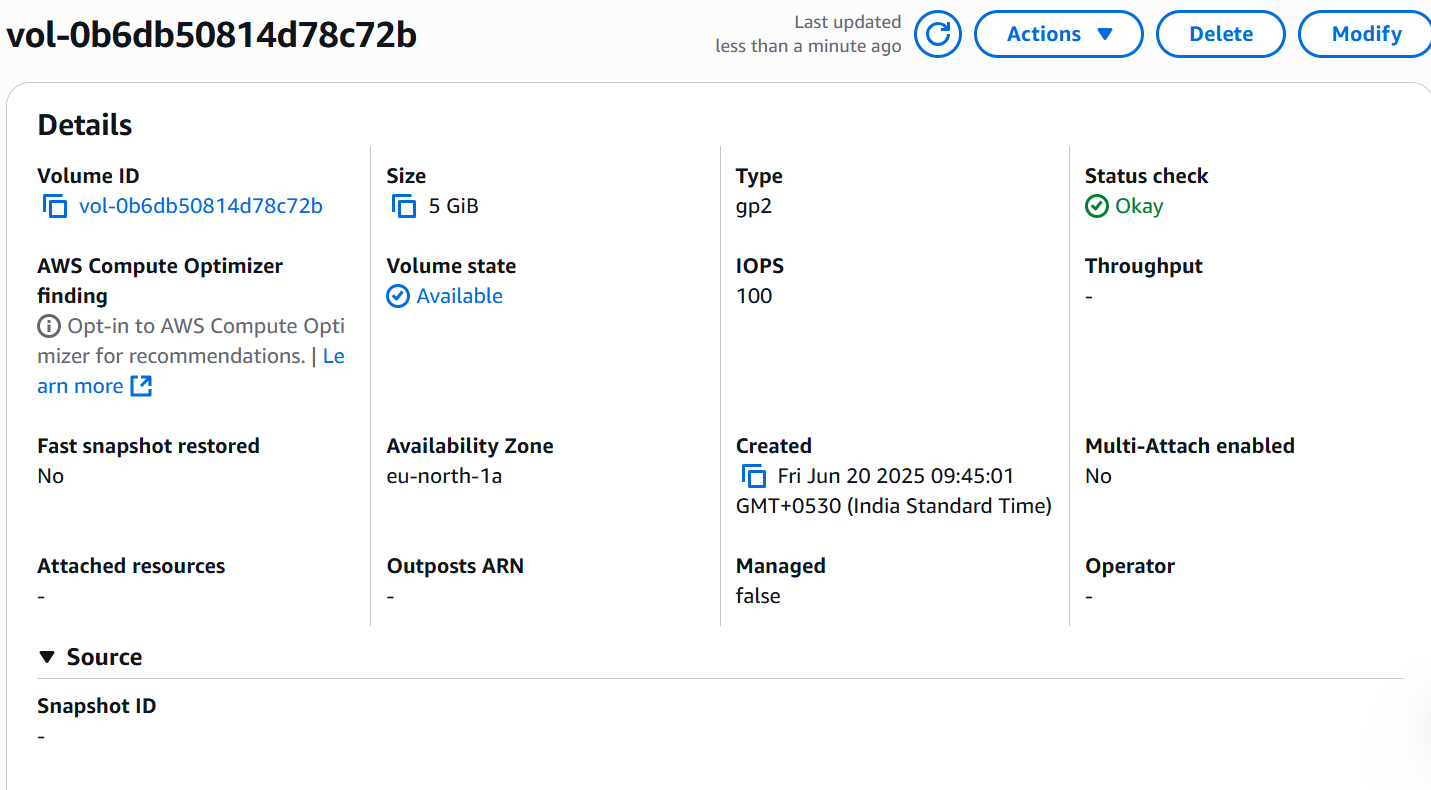 vol-0b6db50814d78c72b
Last updated
less than a minute ago
Actions
Delete
Modify
Details
Volume ID
vol-0b6db50814d78c72b
Size
5 GiB
Type
gp2
Status check
Okay
AWS Compute Optimizer
finding
Opt-in to AWS Compute Opti
mizer for recommendations. | Le
arn more
Volume state
Available
IOPS
100
Throughput
-
Fast snapshot restored
No
Availability Zone
eu-north-1a
Created
Fri Jun 20 2025 09:45:01
GMT+0530 (India Standard Time)
Multi-Attach enabled
No
Attached resources
-
Outposts ARN
-
Managed
false
Operator
-
Source
Snapshot ID
-